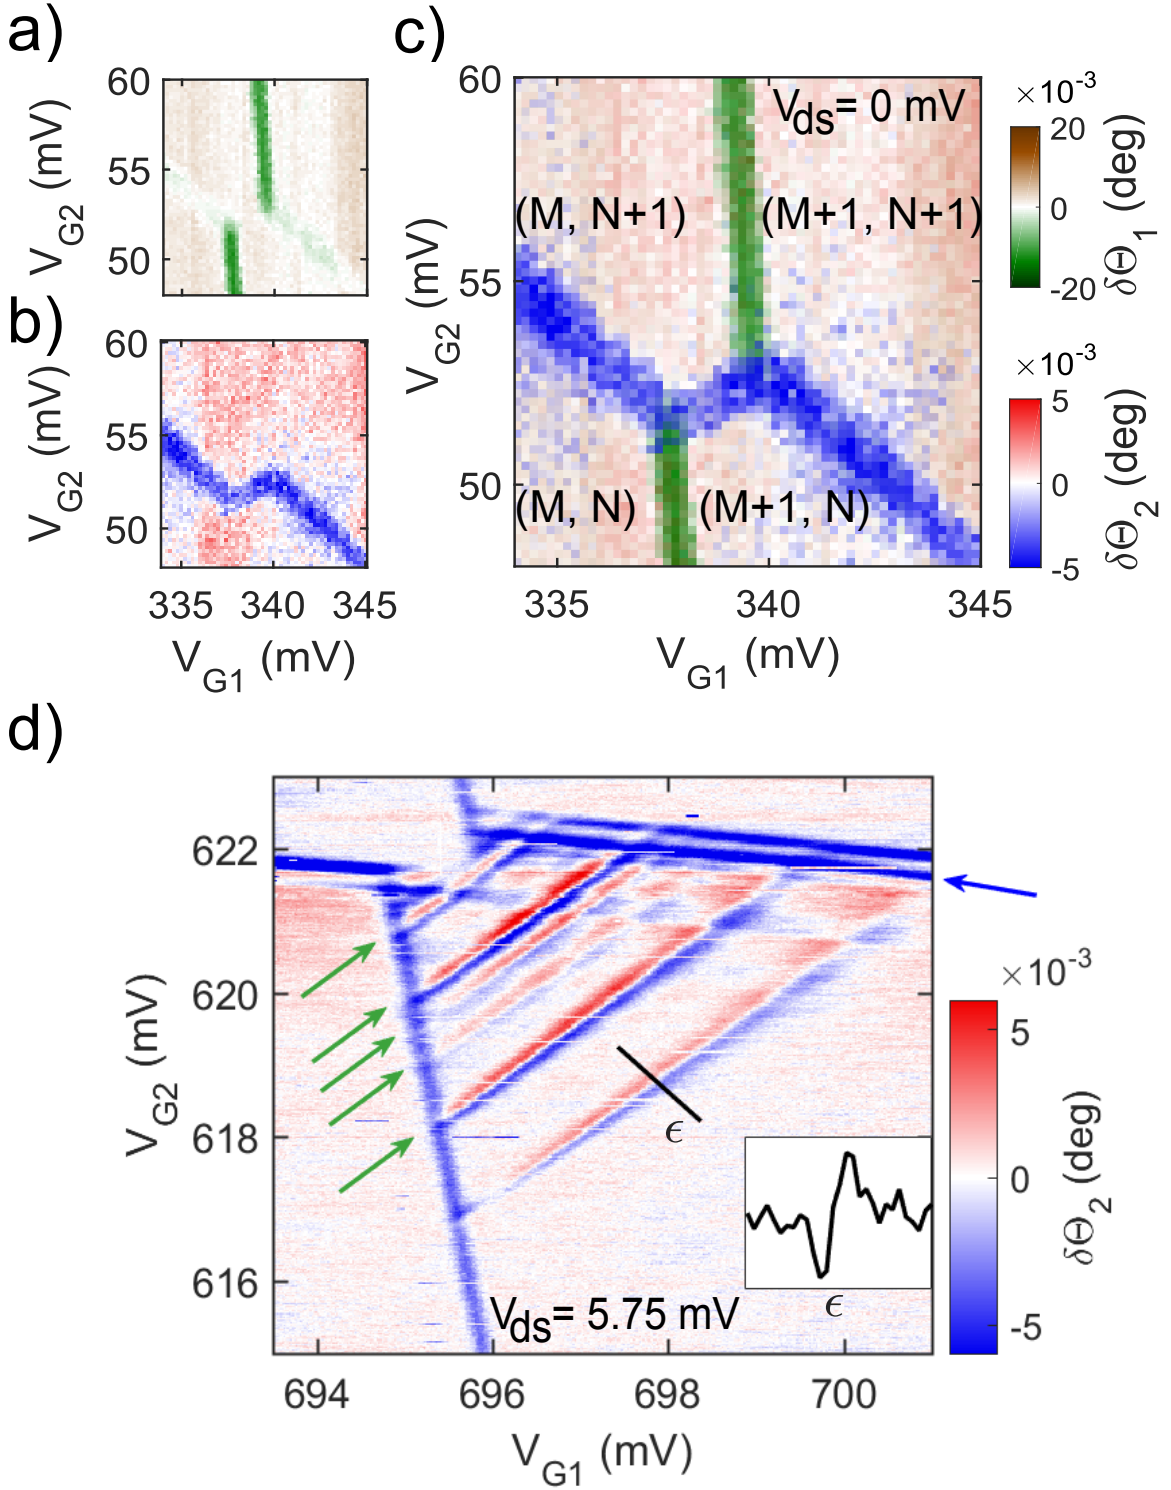 a)
60
55
50
V_G2 (mV)
b)
60
55
50
V_G2 (mV)
335 340 345
V_G1 (mV)
c)
60
55
50
V_G2 (mV)
V_ds = 0 mV
(M, N+1) (M+1, N+1)
(M, N) (M+1, N)
335 340 345
V_G1 (mV)
×10^-3
20
0
-20
δΘ_1 (deg)
×10^-3
5
0
-5
δΘ_2 (deg)
d)
622
620
618
616
V_G2 (mV)
ϵ
ϵ
V_ds = 5.75 mV
694 696 698 700
V_G1 (mV)
×10^-3
5
0
-5
δΘ_2 (deg)